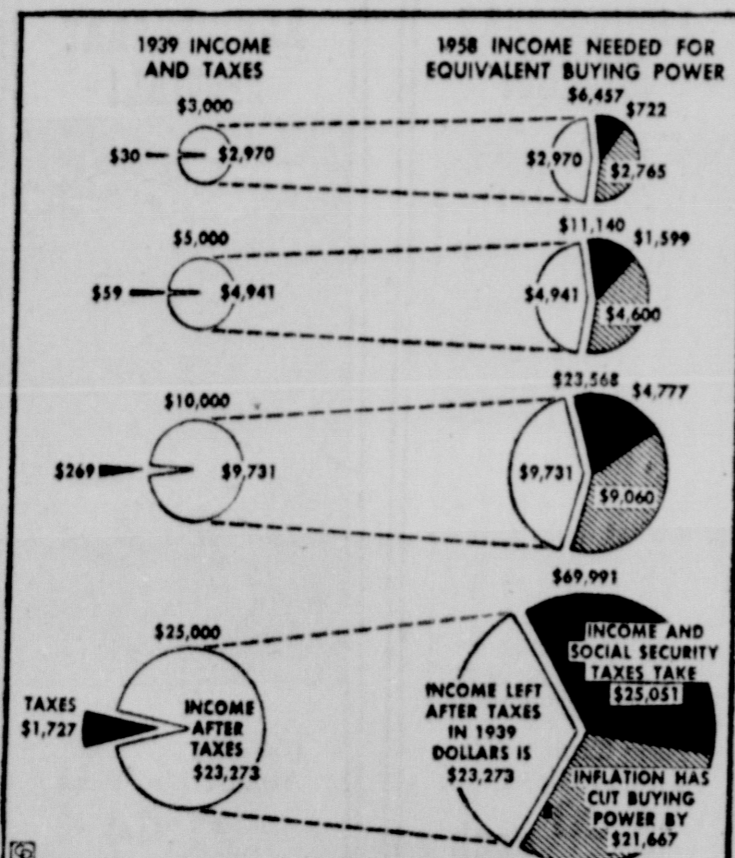 1939 INCOME
AND TAXES
1958 INCOME NEEDED FOR
EQUIVALENT BUYING POWER
$3,000
$30
$2,970
$6,457
$722
$2,970
$2,765
$5,000
$59
$4,941
$11,140
$1,599
$4,941
$4,600
$10,000
$269
$9,731
$23,568
$4,777
$9,731
$9,060
$25,000
TAXES
$1,727
INCOME
AFTER
TAXES
$23,273
$69,991
INCOME LEFT
AFTER TAXES
IN 1939
DOLLARS IS
$23,273
INCOME AND
SOCIAL SECURITY
TAXES TAKE
$25,051
INFLATION HAS
CUT BUYING
POWER BY
$21,667